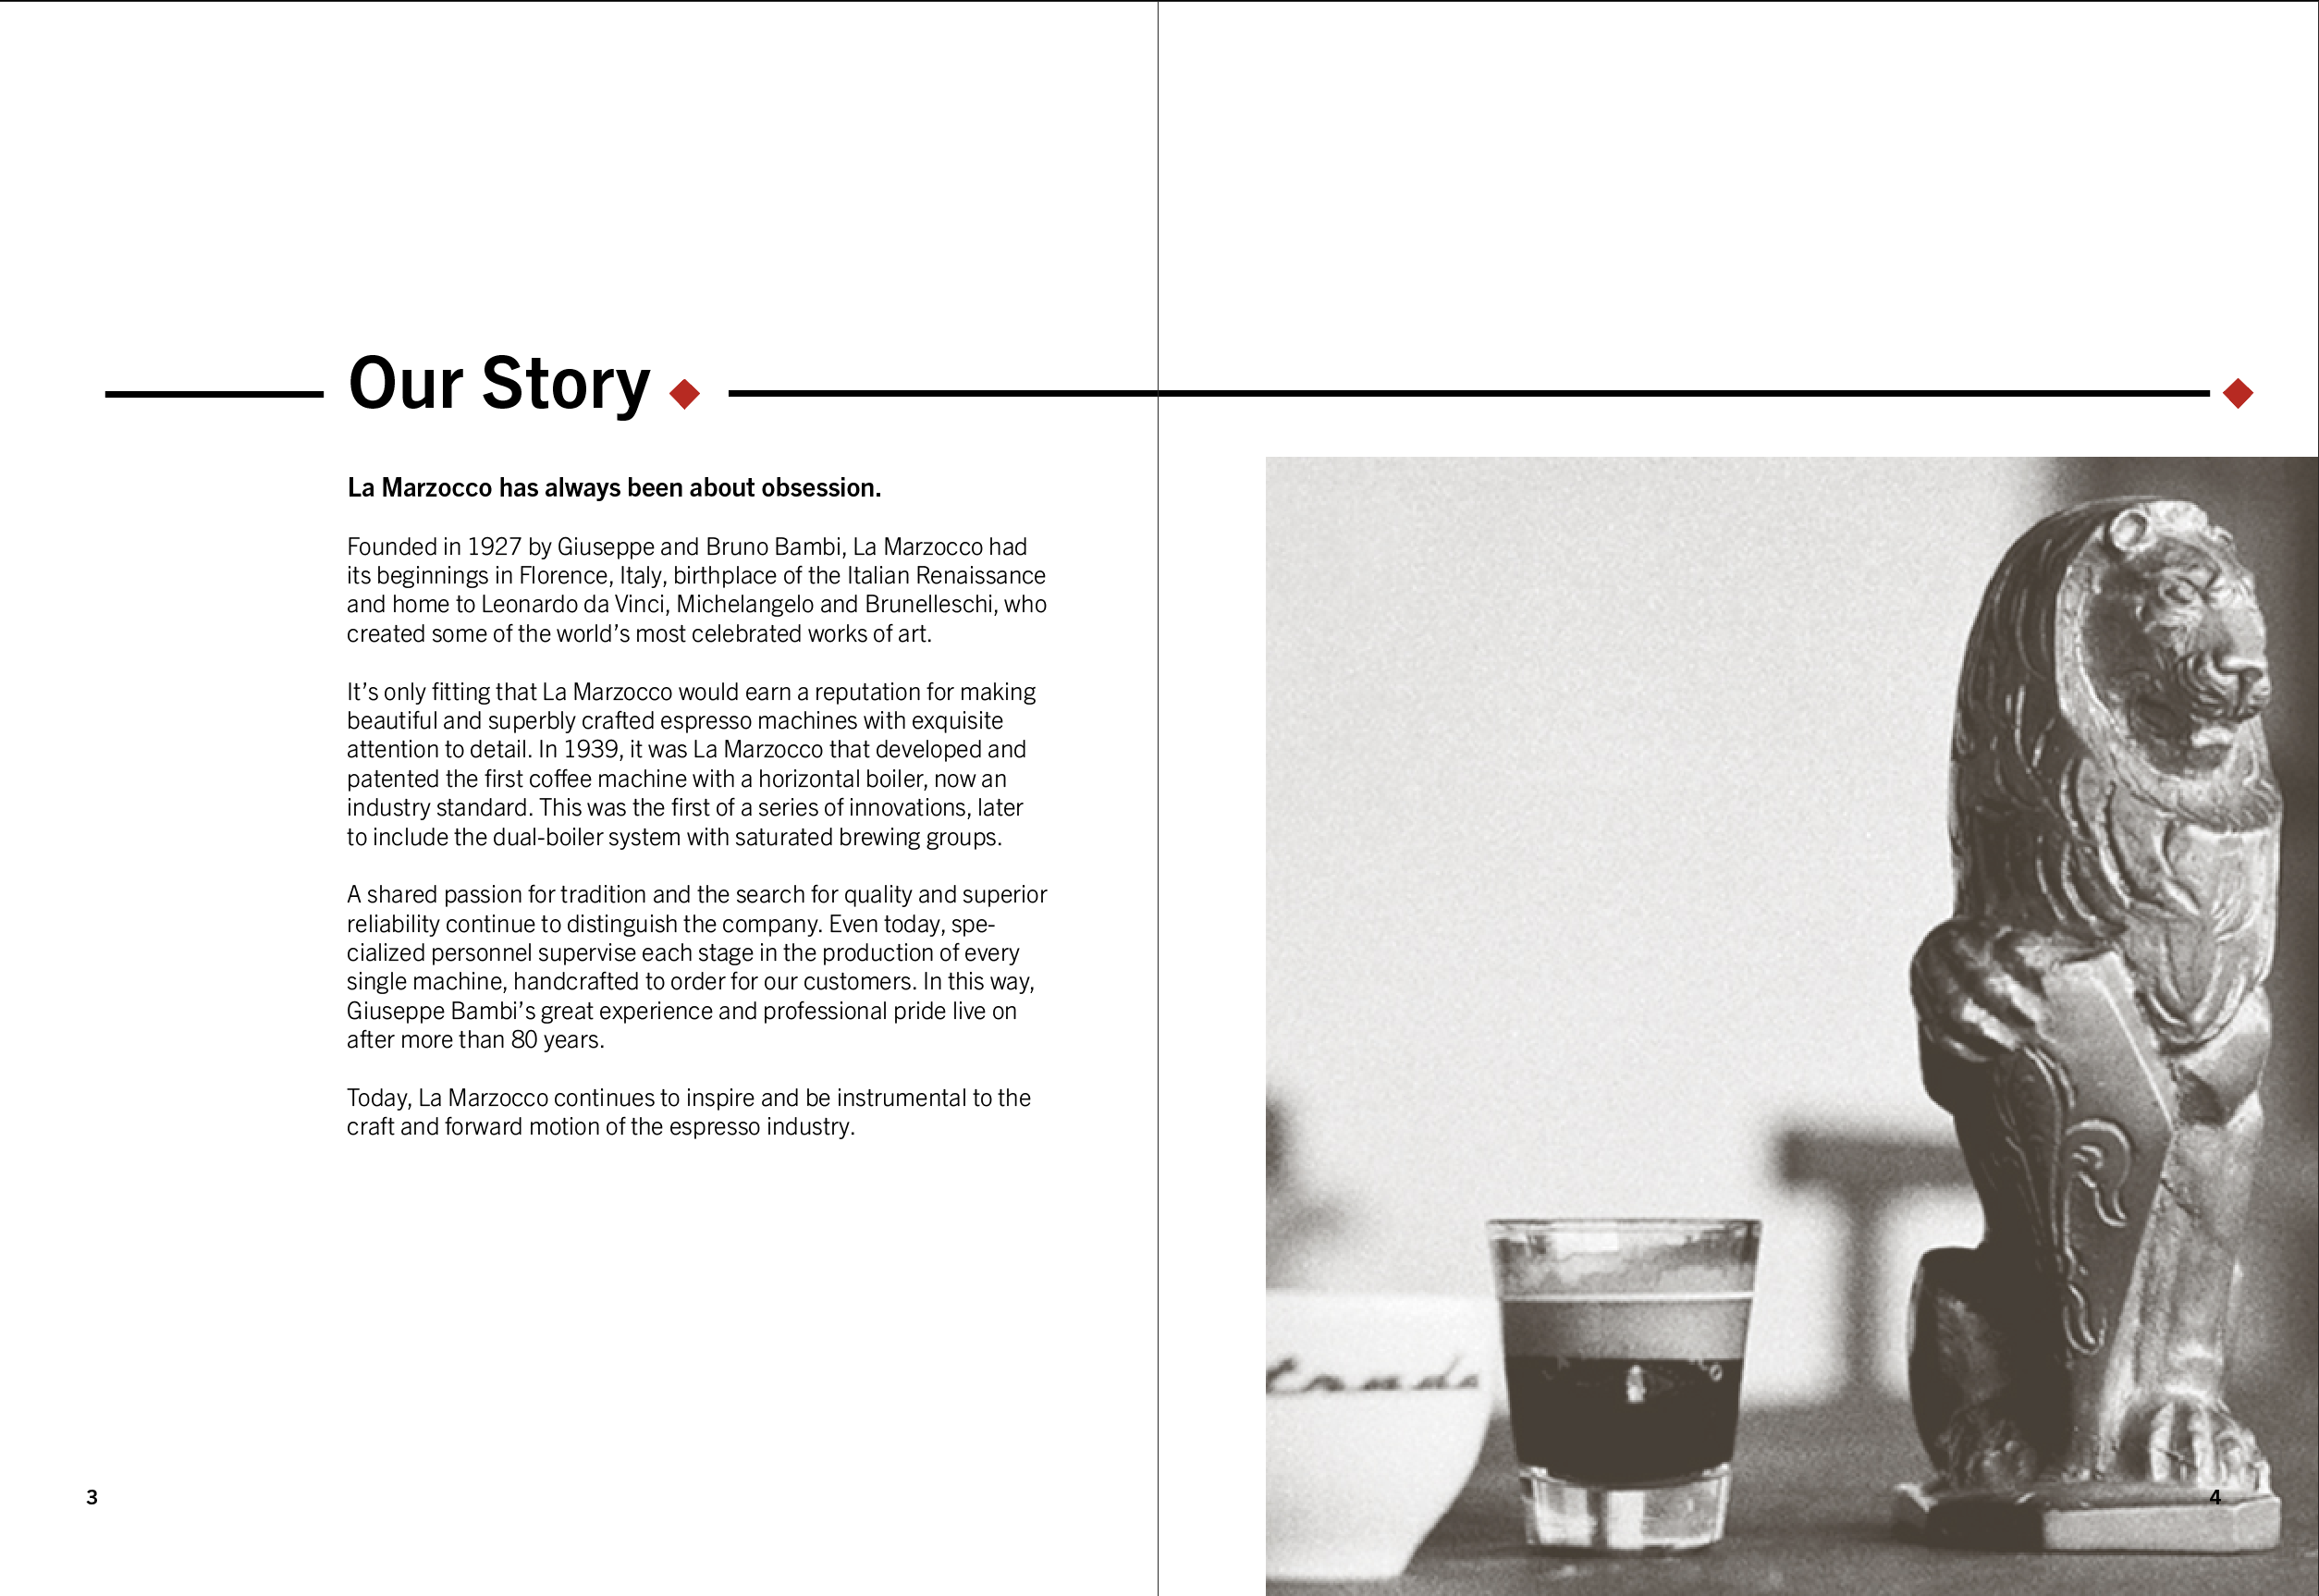 Our Story
La Marzocco has always been about obsession.
Founded in 1927 by Giuseppe and Bruno Bambi, La Marzocco had
its beginnings in Florence, Italy, birthplace of the Italian Renaissance
and home to Leonardo da Vinci, Michelangelo and Brunelleschi, who
created some of the world’s most celebrated works of art.
It’s only fitting that La Marzocco would earn a reputation for making
beautiful and superbly crafted espresso machines with exquisite
attention to detail. In 1939, it was La Marzocco that developed and
patented the first coffee machine with a horizontal boiler, now an
industry standard. This was the first of a series of innovations, later
to include the dual-boiler system with saturated brewing groups.
A shared passion for tradition and the search for quality and superior
reliability continue to distinguish the company. Even today, spe-
cialized personnel supervise each stage in the production of every
single machine, handcrafted to order for our customers. In this way,
Giuseppe Bambi’s great experience and professional pride live on
after more than 80 years.
Today, La Marzocco continues to inspire and be instrumental to the
craft and forward motion of the espresso industry.
3
4